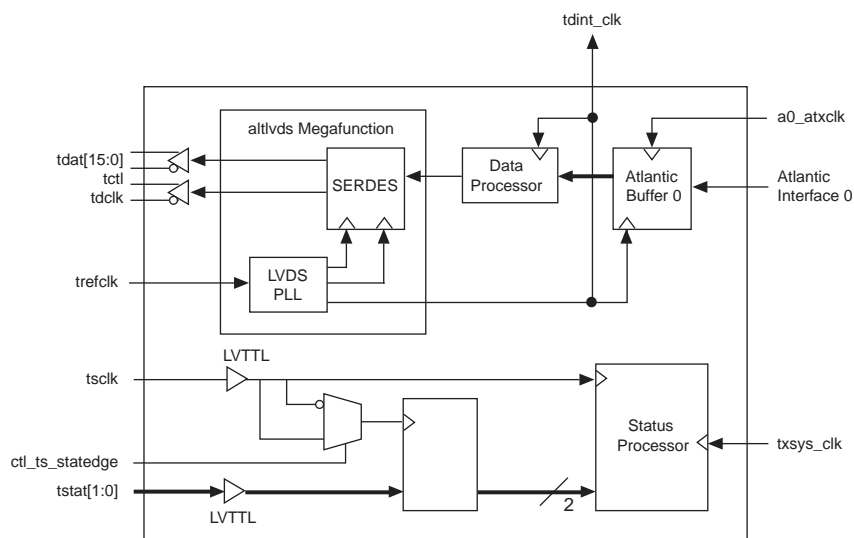 tdint_clk
altlvds Megafunction
a0_atxclk
tdat[15:0]
tctl
tdclk
SERDES
Data
Processor
Atlantic
Buffer 0
Atlantic
Interface 0
trefclk
LVDS
PLL
LVTTL
tsclk
Status
Processor
txsys_clk
ctl_ts_statedge
tstat[1:0]
LVTTL
2